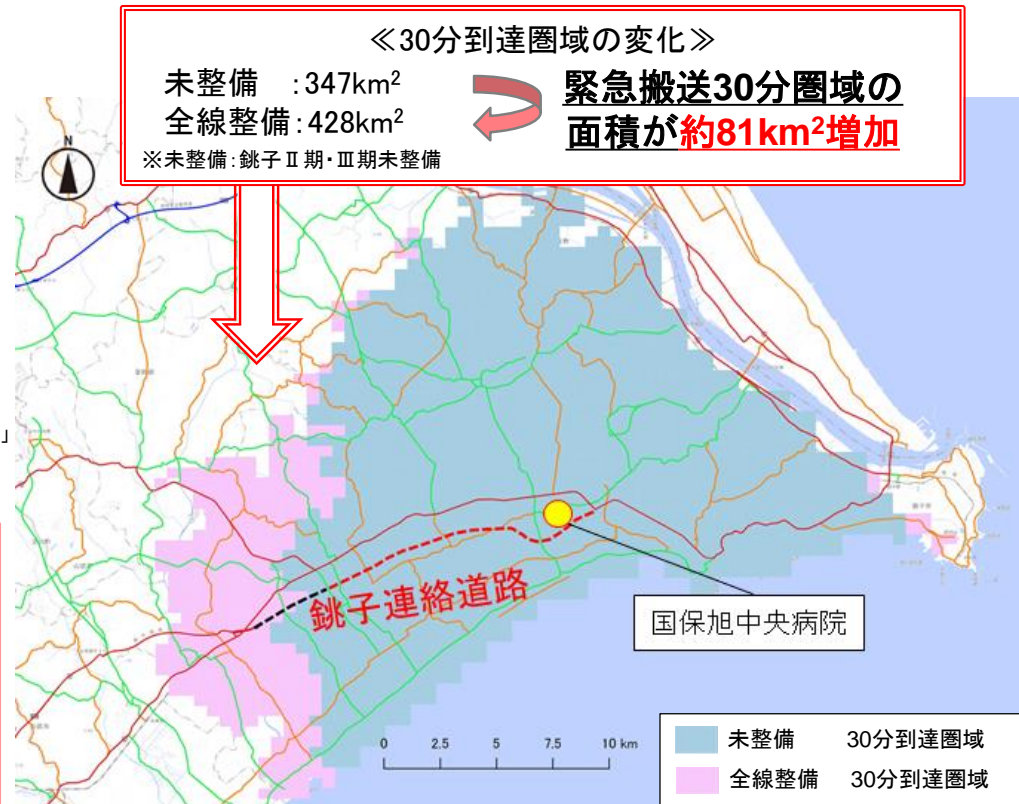 ≪30分到達圏域の変化≫
未整備　:347km²
全線整備:428km²
※未整備:銚子Ⅱ期・Ⅲ期未整備
緊急搬送30分圏域の
面積が約81km²増加
N
」
銚子連絡道路
国保旭中央病院
0 2.5 5 7.5 10 km
未整備　30分到達圏域
全線整備　30分到達圏域